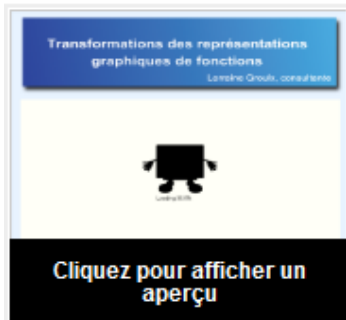 Transformations des représentations
graphiques de fonctions
Lorraine Groulx, consultante
Cliquez pour afficher un
aperçu